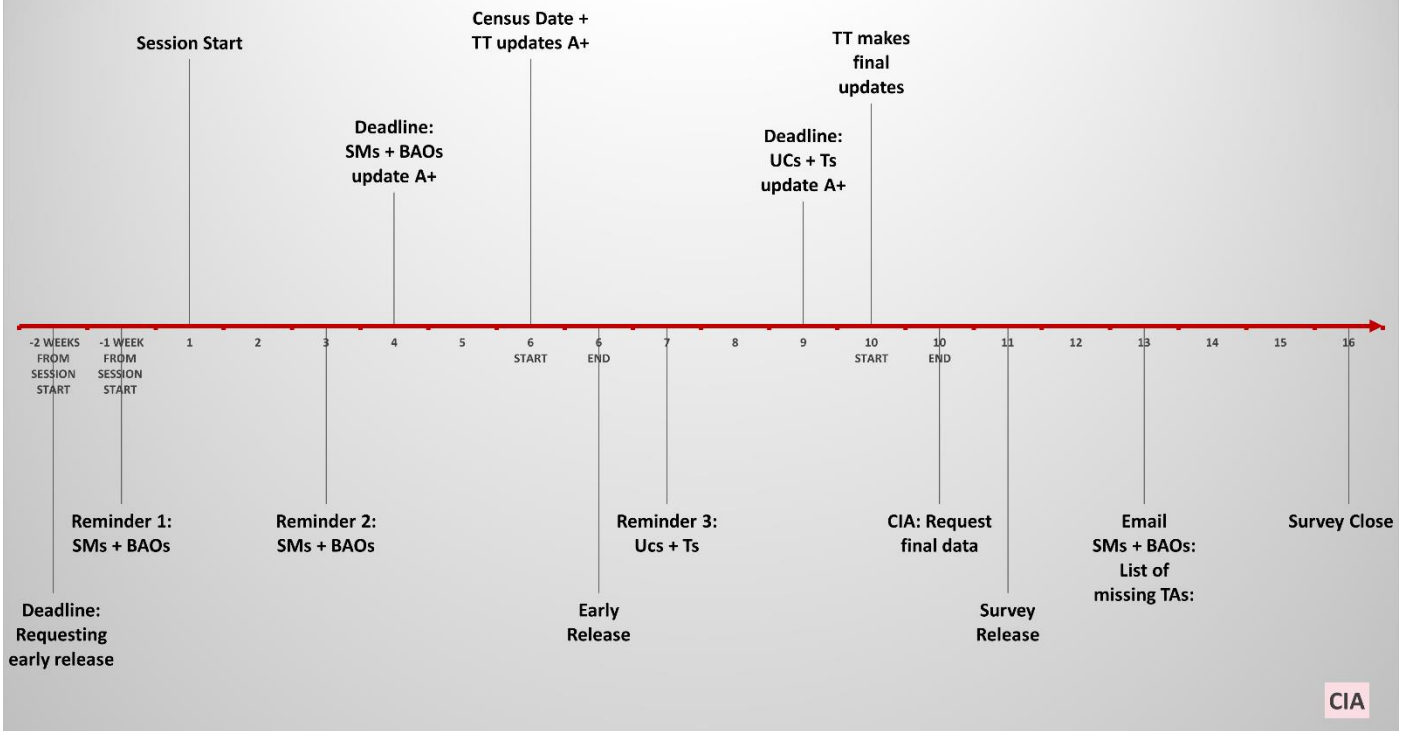 Session Start
Census Date +
TT updates A+
TT makes
final
updates
Deadline:
SMs + BAOs
update A+
Deadline:
UCs + Ts
update A+
-2 WEEKS
FROM
SESSION
START
-1 WEEK
FROM
SESSION
START
1
2
3
4
5
6
START
6
END
7
8
9
10
START
10
END
11
12
13
14
15
16
Reminder 1:
SMs + BAOs
Reminder 2:
SMs + BAOs
Reminder 3:
Ucs + Ts
CIA: Request
final data
Email
SMs + BAOs:
List of
missing TAs:
Survey Close
Deadline:
Requesting
early release
Early
Release
Survey
Release
CIA